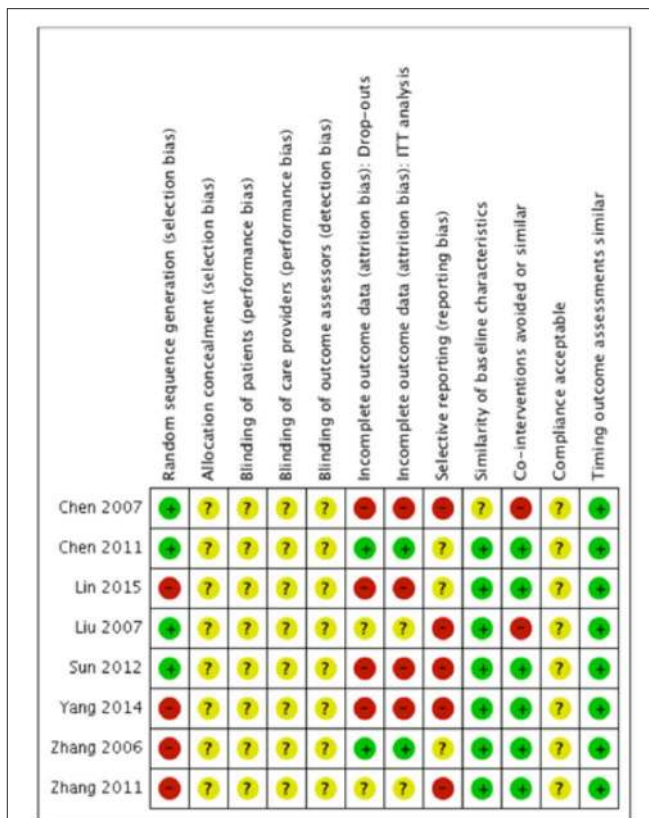 Random sequence generation (selection bias)
Allocation concealment (selection bias)
Blinding of patients (performance bias)
Blinding of care providers (performance bias)
Blinding of outcome assessors (detection bias)
Incomplete outcome data (attrition bias): Drop-outs
Incomplete outcome data (attrition bias): ITT analysis
Selective reporting (reporting bias)
Similarity of baseline characteristics
Co-interventions avoided or similar
Compliance acceptable
Timing outcome assessments similar
Chen 2007 + ? ? ? ? - - - ? - ? +
Chen 2011 + ? ? ? ? + + ? + + ? +
Lin 2015 - ? ? ? ? - - ? + + ? +
Liu 2007 + ? ? ? ? ? ? - + - ? +
Sun 2012 + ? ? ? ? - - - + + ? +
Yang 2014 - ? ? ? ? - - - + + ? +
Zhang 2006 - ? ? ? ? + + ? + + ? +
Zhang 2011 - ? ? ? ? ? ? - + + ? +